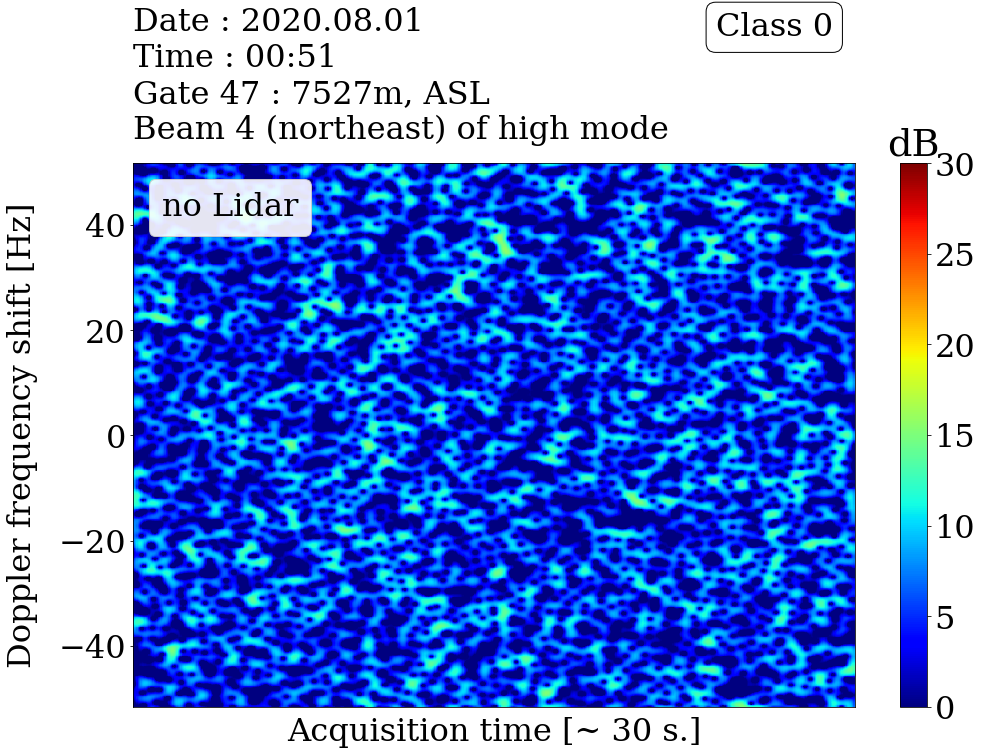 Date : 2020.08.01
Time : 00:51
Gate 47 : 7527m, ASL
Beam 4 (northeast) of high mode
Class 0
dB
no Lidar
Doppler frequency shift [Hz]
40
20
0
−20
−40
30
25
20
15
10
5
0
Acquisition time [~ 30 s.]